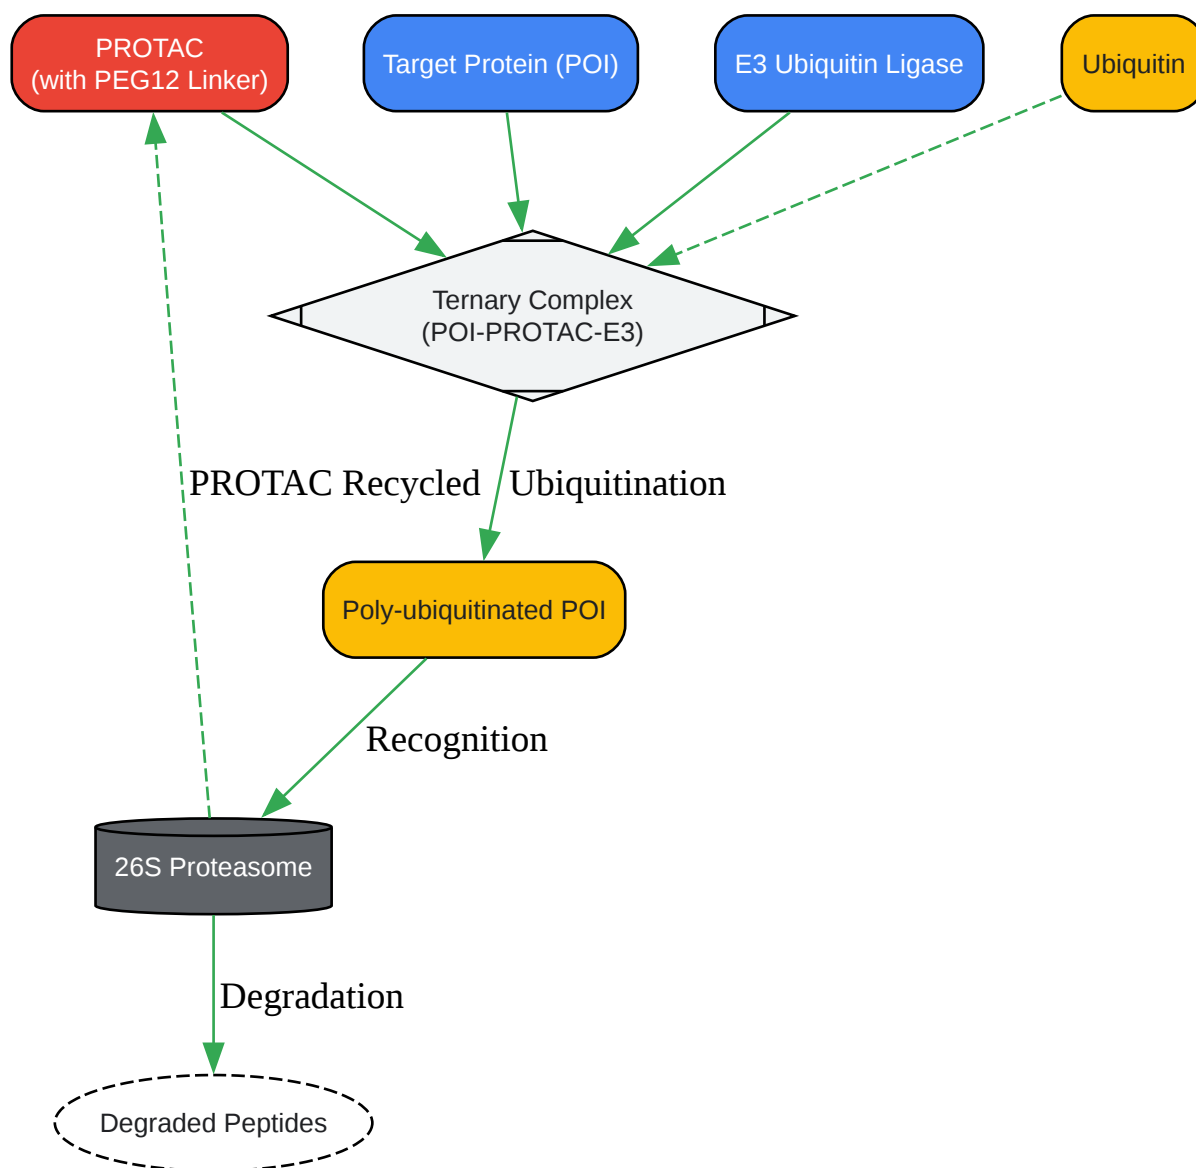 PROTAC
(with PEG12 Linker)
Target Protein (POI)
E3 Ubiquitin Ligase
Ubiquitin
Ternary Complex
(POI-PROTAC-E3)
PROTAC Recycled
Ubiquitination
Poly-ubiquitinated POI
Recognition
26S Proteasome
Degradation
Degraded Peptides